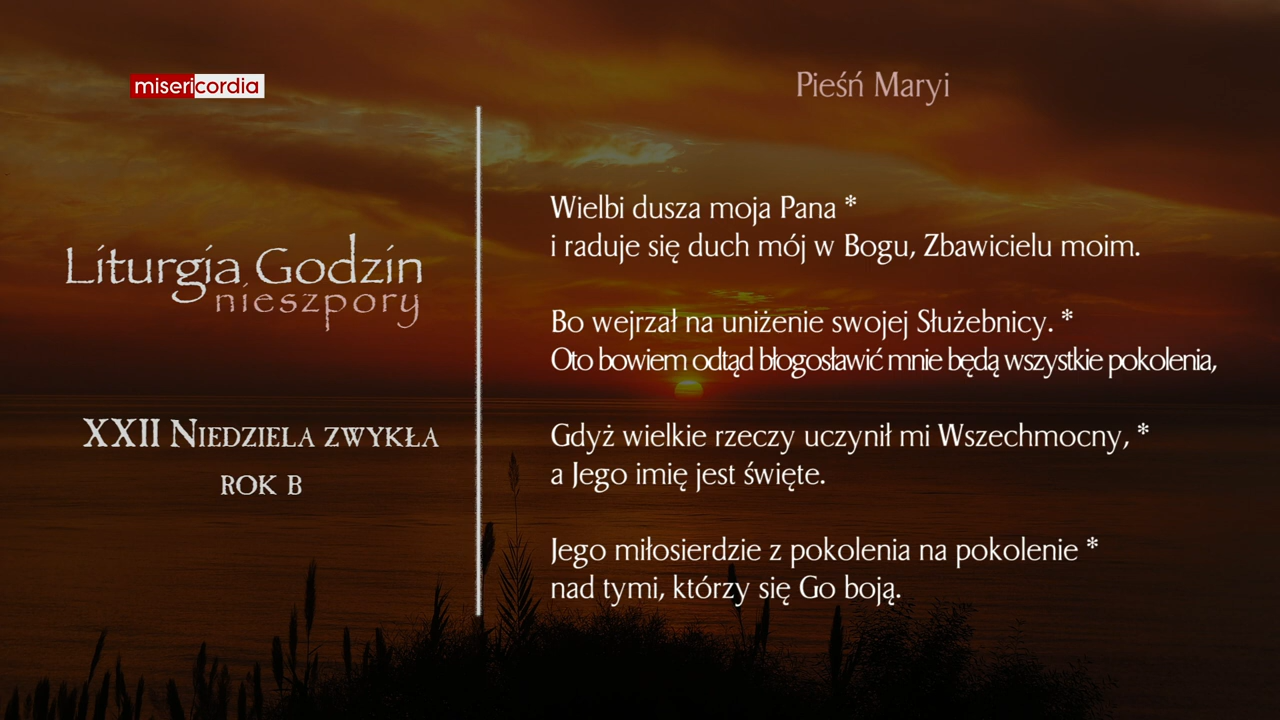 misericordia
Liturgia Godzin
nieszpory
XXII Niedziela zwykła
rok B
Pieśń Maryi
Wielbi dusza moja Pana *
i raduje się duch mój w Bogu, Zbawicielu moim.
Bo wejrzał na uniżenie swojej Służebnicy. *
Oto bowiem odtąd błogosławić mnie będą wszystkie pokolenia,
Gdyż wielkie rzeczy uczynił mi Wszechmocny, *
a Jego imię jest święte.
Jego miłosierdzie z pokolenia na pokolenie *
nad tymi, którzy się Go boją.